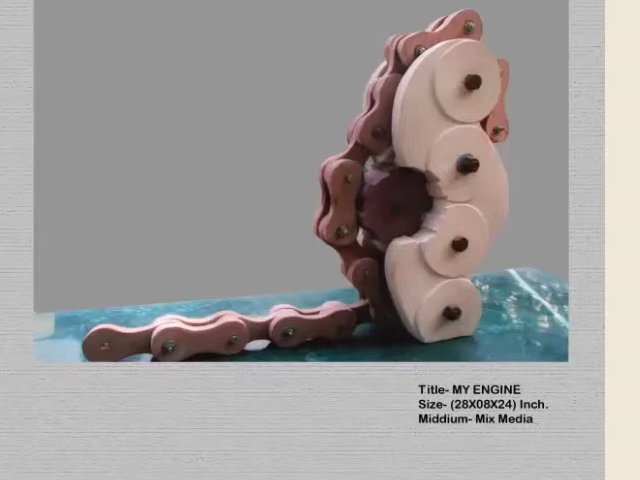 Title- MY ENGINE
Size- (28X08X24) Inch.
Middium- Mix Media